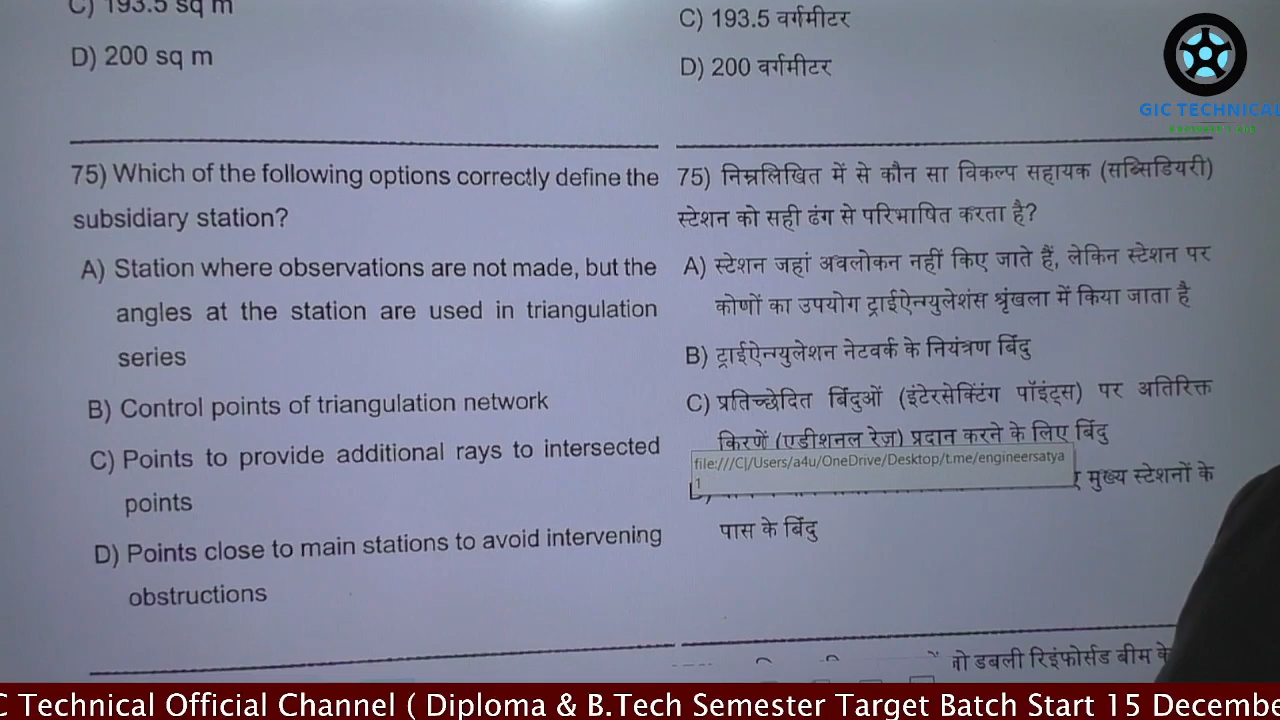 C) 193.5 sq m
D) 200 sq m
75) Which of the following options correctly define the
subsidiary station?
A) Station where observations are not made, but the
angles at the station are used in triangulation
series
B) Control points of triangulation network
C) Points to provide additional rays to intersected
points
D) Points close to main stations to avoid intervening
obstructions
C) 193.5 वर्गमीटर
D) 200 वर्गमीटर
75) निम्नलिखित में से कौन सा विकल्प सहायक (सब्सिडियरी)
स्टेशन को सही ढंग से परिभाषित करता है?
A) स्टेशन जहां अवलोकन नहीं किए जाते हैं, लेकिन स्टेशन पर
कोणों का उपयोग ट्राईऐन्ग्युलेशंस श्रृंखला में किया जाता है
B) ट्राईऐन्ग्युलेशन नेटवर्क के नियंत्रण बिंदु
C) प्रतिच्छेदित बिंदुओं (इंटेरसेक्टिंग पॉइंट्स) पर अतिरिक्त
किरणें (एडीशनल रेज़) प्रदान करने के लिए बिंदु
file:///C|/Users/a4u/OneDrive/Desktop/t.me/engineersatya
1
मुख्य स्टेशनों के
पास के बिंदु
डबली रिइंफोर्सड बीम के
GIC TECHNICAL
C Technical Official Channel ( Diploma & B.Tech Semester Target Batch Start 15 Decembe